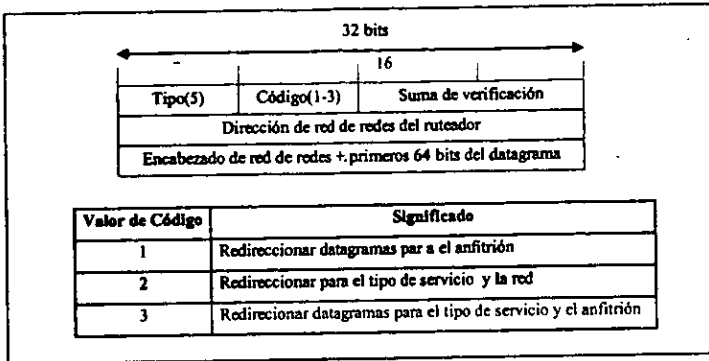 32 bits
16
Tipo(5) Código(1-3) Suma de verificación
Dirección de red de redes del ruteador
Encabezado de red de redes +.primeros 64 bits del datagrama
Valor de Código Significado
1 Redireccionar datagramas par a el anfitrión
2 Redireccionar para el tipo de servicio y la red
3 Redirecionar datagramas para el tipo de servicio y el anfitrión